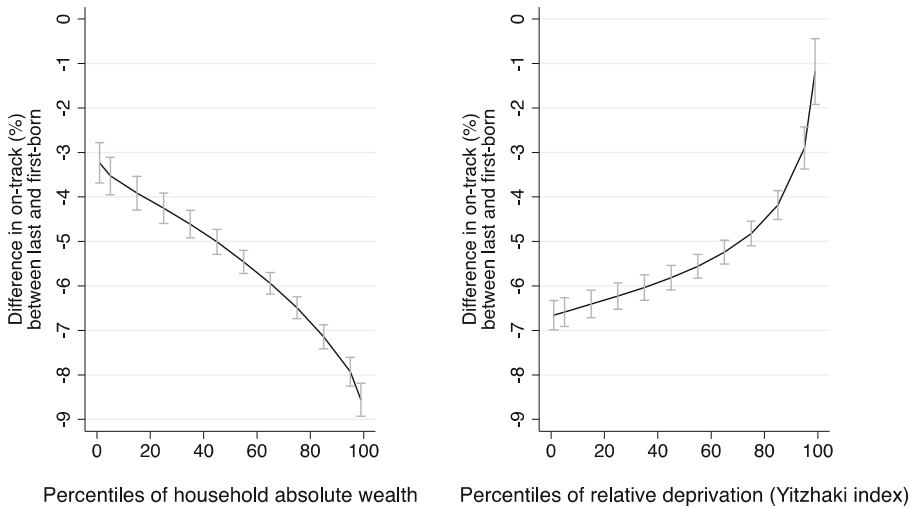 Difference in on-track (%)
between last and first-born
0
-1
-2
-3
-4
-5
-6
-7
-8
-9
0 20 40 60 80 100
Percentiles of household absolute wealth
Difference in on-track (%)
between last and first-born
0
-1
-2
-3
-4
-5
-6
-7
-8
-9
0 20 40 60 80 100
Percentiles of relative deprivation (Yitzhaki index)